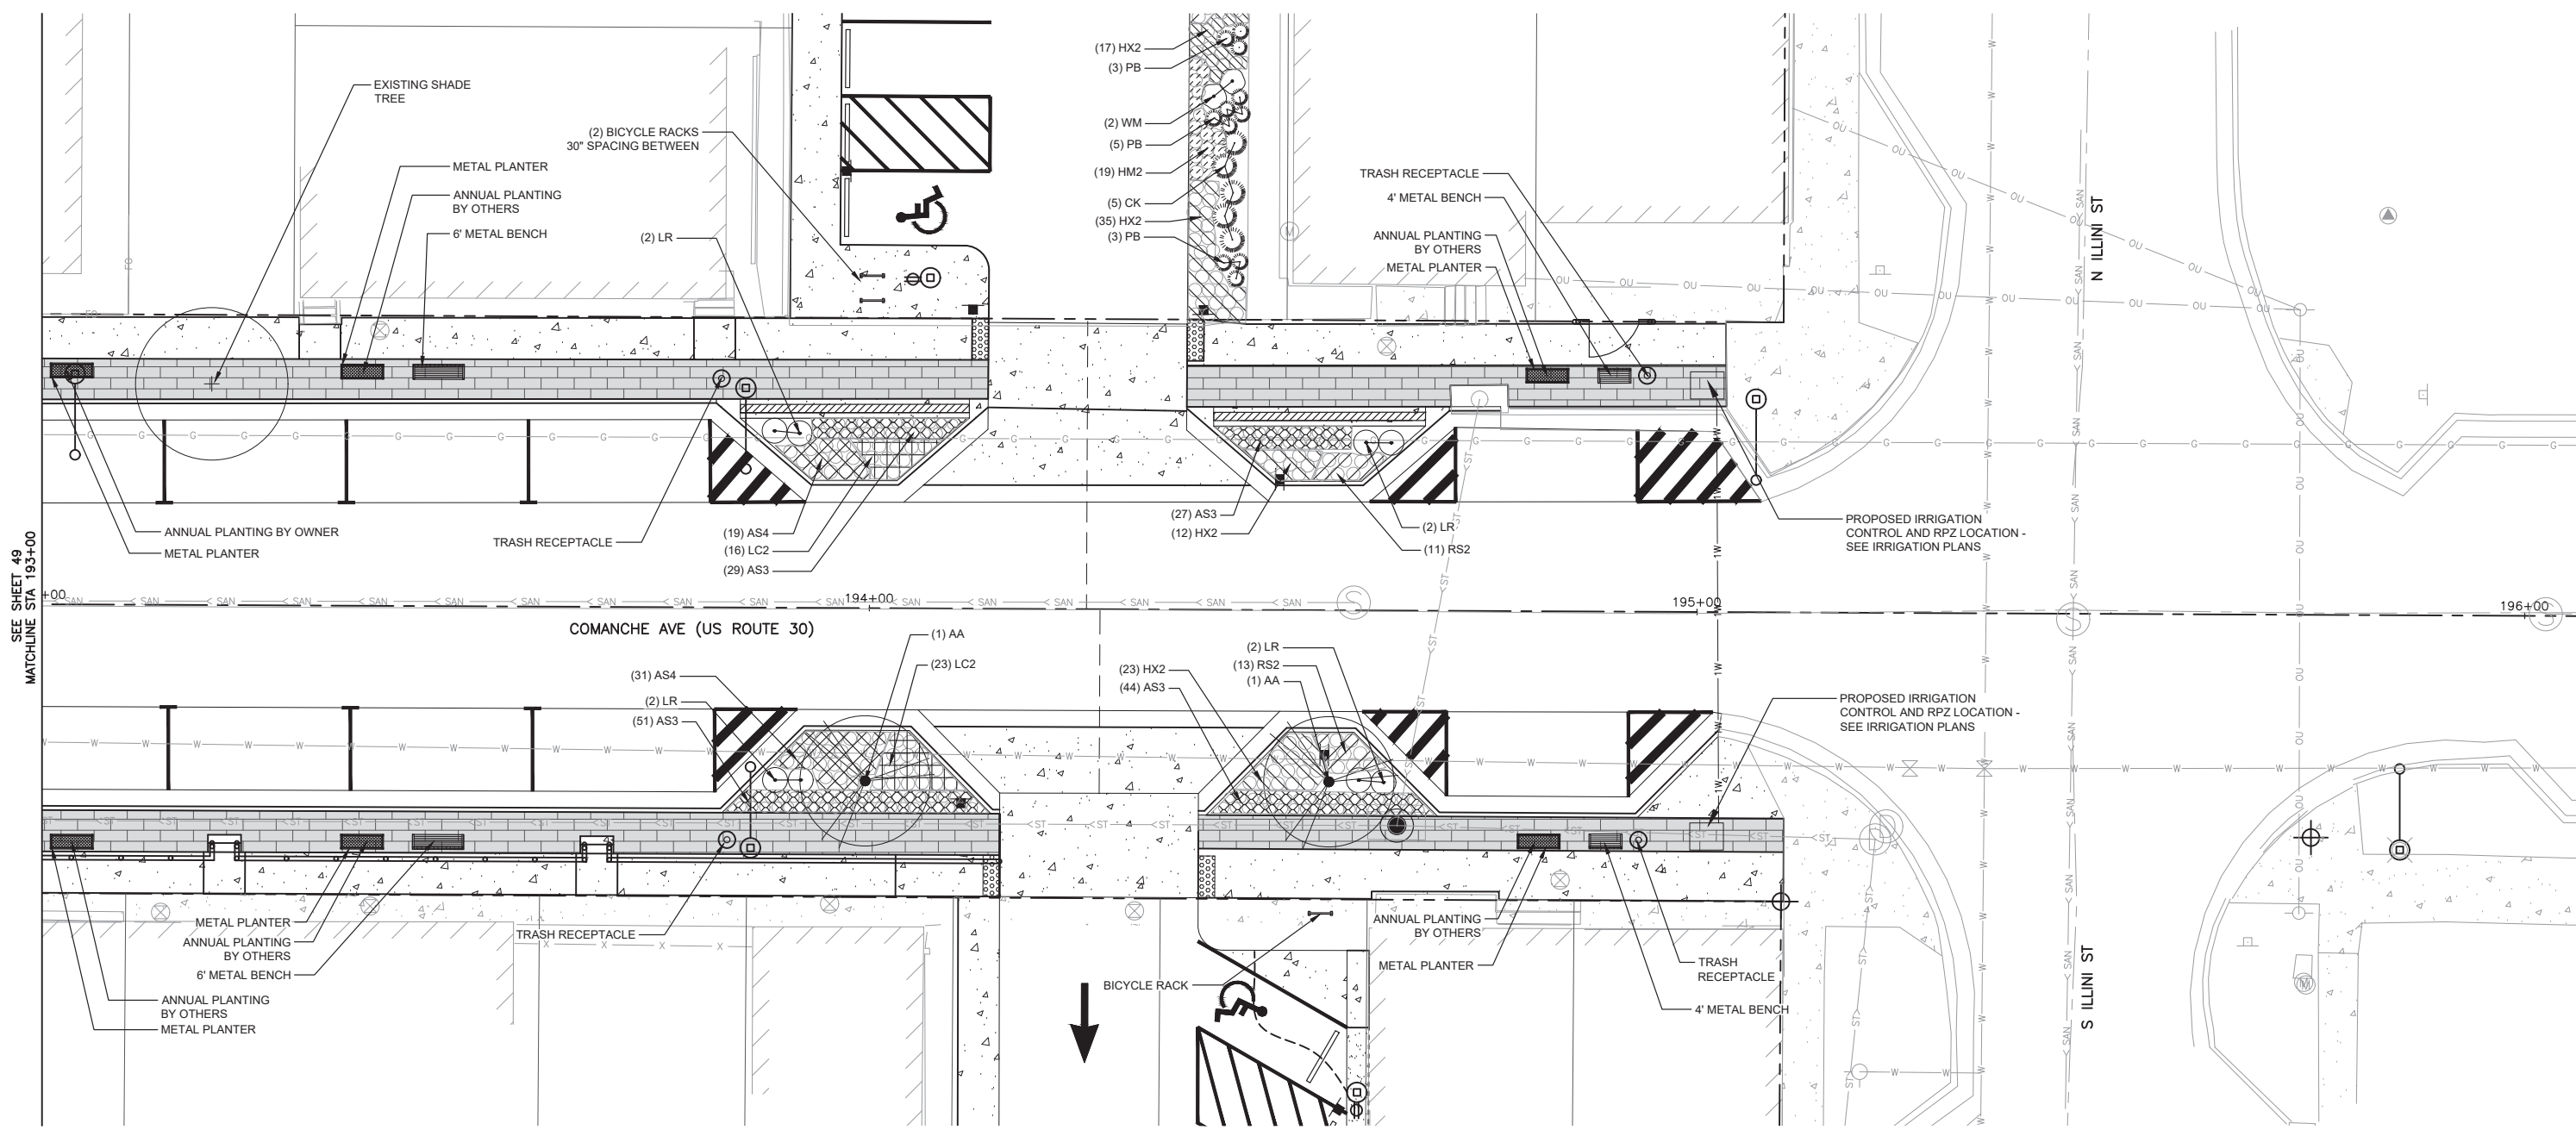 EXISTING SHADE
TREE
(2) BICYCLE RACKS
30" SPACING BETWEEN
METAL PLANTER
ANNUAL PLANTING
BY OTHERS
6' METAL BENCH
(2) LR
(17) HX2
(3) PB
(2) WM
(5) PB
(19) HM2
(5) CK
(35) HX2
(3) PB
TRASH RECEPTACLE
4' METAL BENCH
ANNUAL PLANTING
BY OTHERS
METAL PLANTER
N ILLINI ST
ANNUAL PLANTING BY OWNER
METAL PLANTER
TRASH RECEPTACLE
(19) AS4
(16) LC2
(29) AS3
(27) AS3
(12) HX2
(2) LR
(11) RS2
PROPOSED IRRIGATION
CONTROL AND RPZ LOCATION -
SEE IRRIGATION PLANS
SEE SHEET 49
MATCHLINE STA 193+00
+00
194+00
195+00
196+00
COMANCHE AVE (US ROUTE 30)
(1) AA
(23) LC2
(31) AS4
(2) LR
(51) AS3
(2) LR
(13) RS2
(1) AA
(23) HX2
(44) AS3
PROPOSED IRRIGATION
CONTROL AND RPZ LOCATION -
SEE IRRIGATION PLANS
METAL PLANTER
ANNUAL PLANTING
BY OTHERS
6' METAL BENCH
ANNUAL PLANTING
BY OTHERS
METAL PLANTER
TRASH RECEPTACLE
BICYCLE RACK
ANNUAL PLANTING
BY OTHERS
METAL PLANTER
TRASH
RECEPTACLE
4' METAL BENCH
S ILLINI ST